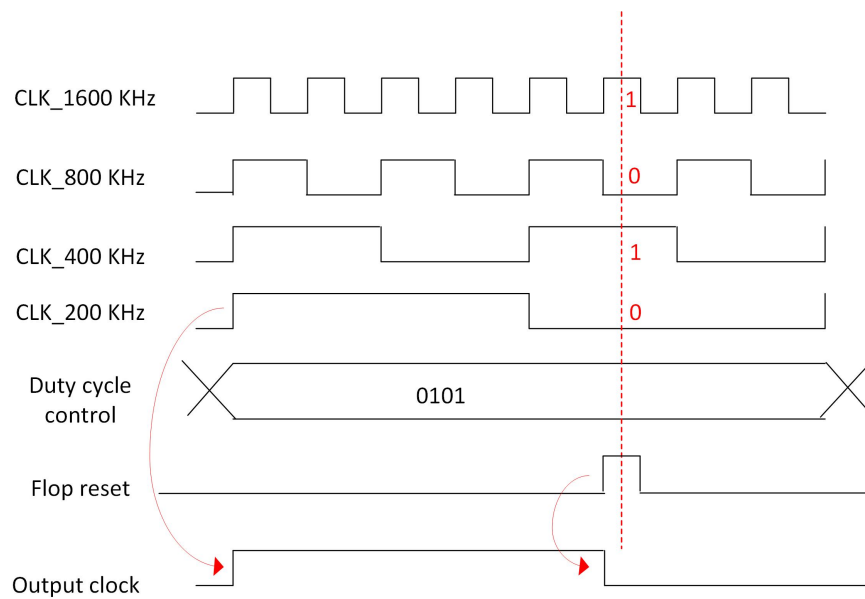 CLK_1600 KHz
1
CLK_800 KHz
0
CLK_400 KHz
1
CLK_200 KHz
0
Duty cycle
control
0101
Flop reset
Output clock